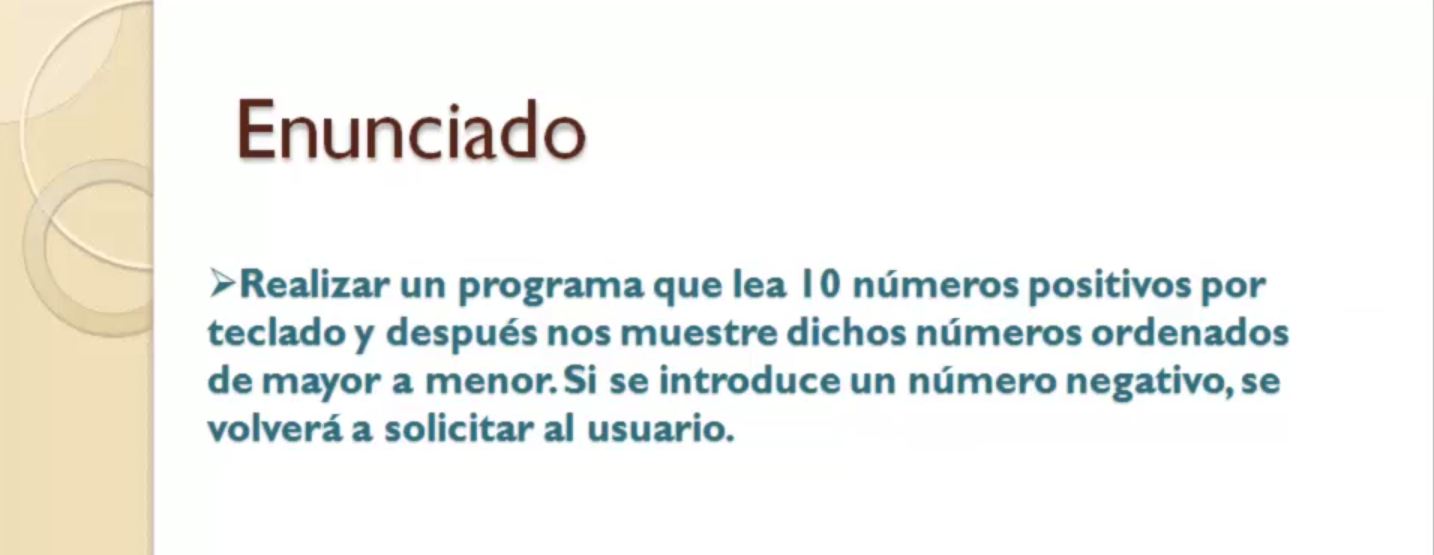 Enunciado
➢Realizar un programa que lea 10 números positivos por
teclado y después nos muestre dichos números ordenados
de mayor a menor. Si se introduce un número negativo, se
volverá a solicitar al usuario.